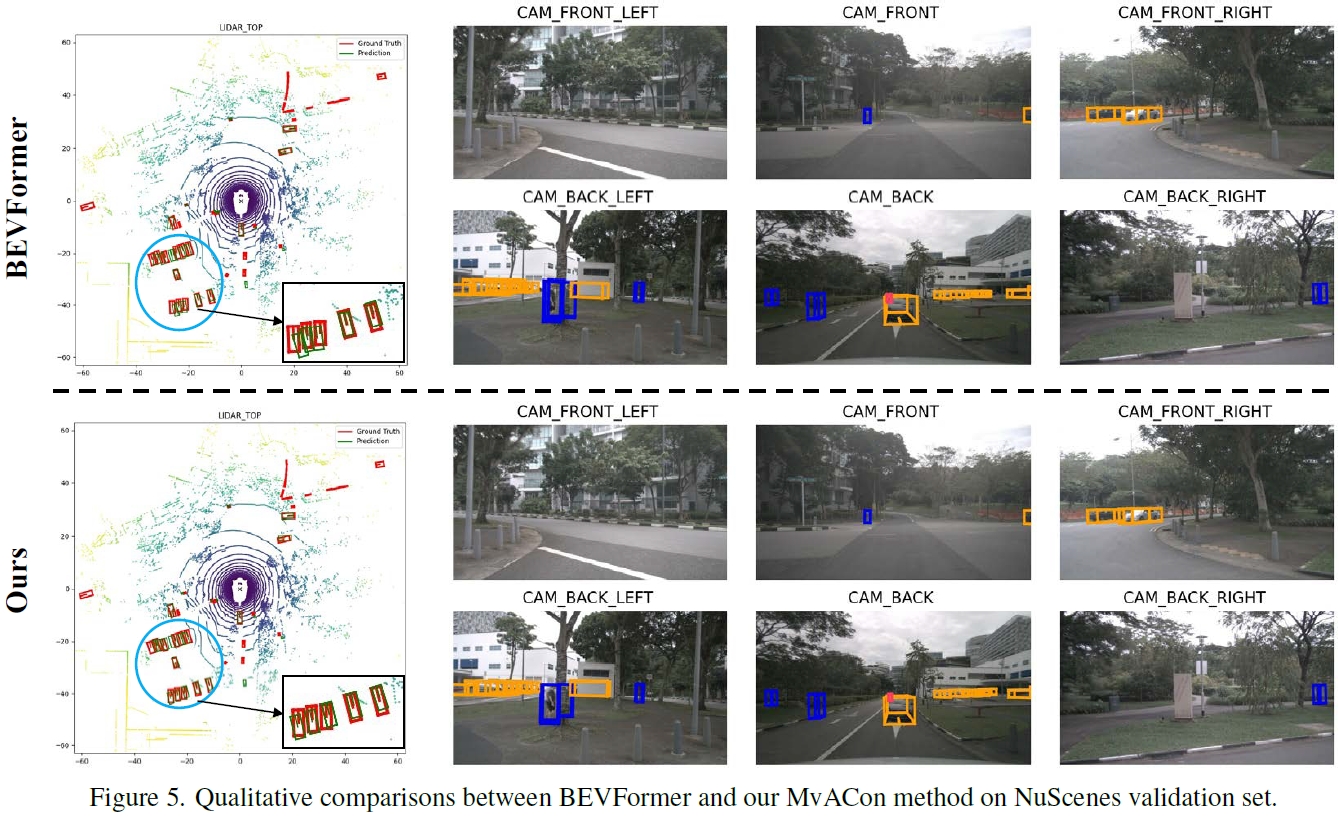 BEVFormer
LIDAR_TOP
Ground Truth
Prediction
60
40
20
0
−20
−40
−60
−60
−40
−20
0
20
40
60
CAM_FRONT_LEFT
CAM_FRONT
CAM_FRONT_RIGHT
CAM_BACK_LEFT
CAM_BACK
CAM_BACK_RIGHT
Ours
LIDAR_TOP
Ground Truth
Prediction
60
40
20
0
−20
−40
−60
−60
−40
−20
0
20
40
60
CAM_FRONT_LEFT
CAM_FRONT
CAM_FRONT_RIGHT
CAM_BACK_LEFT
CAM_BACK
CAM_BACK_RIGHT
Figure 5. Qualitative comparisons between BEVFormer and our MvACon method on NuScenes validation set.